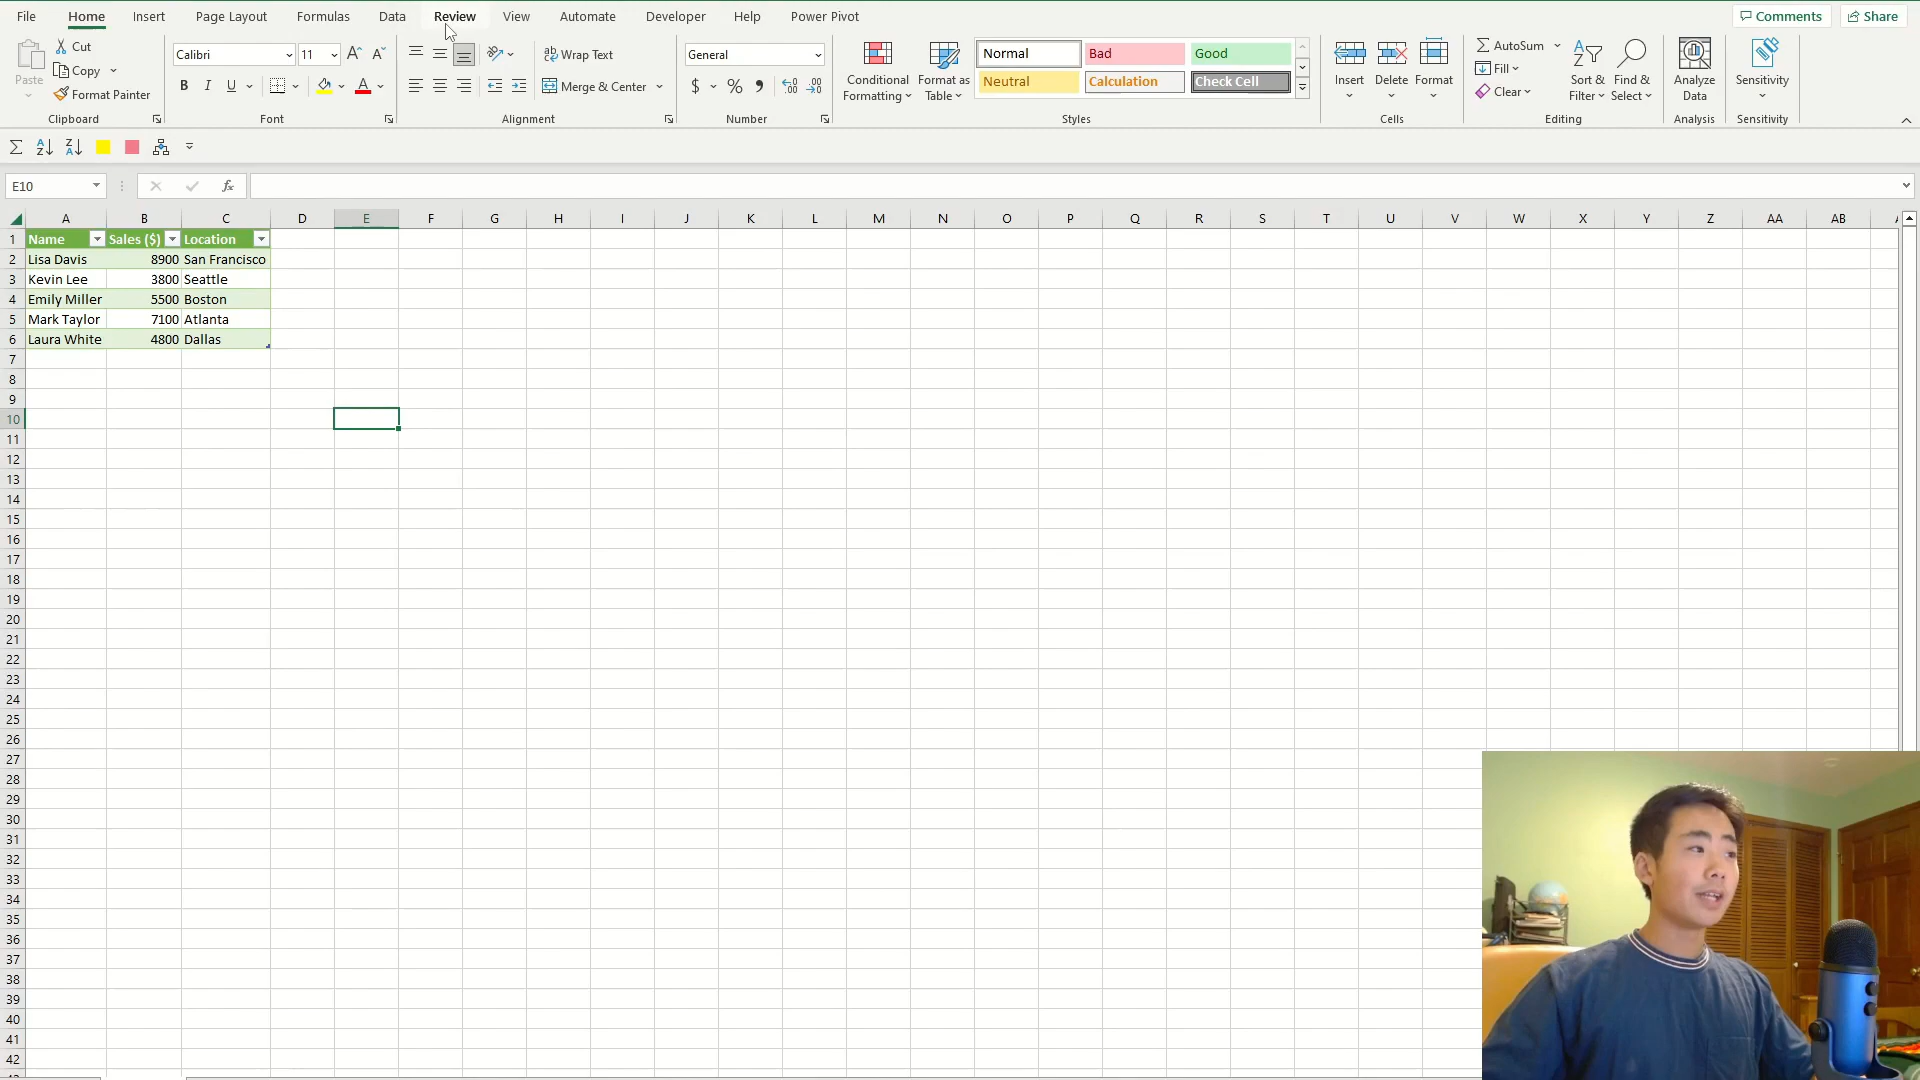 File Home Insert Page Layout Formulas Data Review View Automate Developer Help Power Pivot Comments Share
Paste Cut Copy Format Painter Clipboard
Calibri 11 B I U A Font
Wrap Text Merge & Center Alignment
General $ % Number
Conditional Formatting Format as Table
Normal Bad Good
Neutral Calculation Check Cell
Styles
Insert Delete Format Cells
AutoSum Fill Clear Sort & Filter Find & Select Editing
Analyze Data Analysis
Sensitivity Sensitivity
E10 fx
A B C D E F G H I J K L M N O P Q R S T U V W X Y Z AA AB
1 Name Sales ($) Location
2 Lisa Davis 8900 San Francisco
3 Kevin Lee 3800 Seattle
4 Emily Miller 5500 Boston
5 Mark Taylor 7100 Atlanta
6 Laura White 4800 Dallas
7
8
9
10
11
12
13
14
15
16
17
18
19
20
21
22
23
24
25
26
27
28
29
30
31
32
33
34
35
36
37
38
39
40
41
42